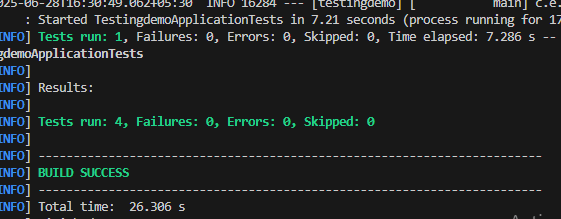 025-06-28T16:30:49.062+05:30  INFO 16284 --- [testingdemo] [           main] c.e.
    : Started TestingdemoApplicationTests in 7.21 seconds (process running for 17
INFO] Tests run: 1, Failures: 0, Errors: 0, Skipped: 0, Time elapsed: 7.286 s --
gdemoApplicationTests
INFO]
INFO] Results:
INFO]
INFO] Tests run: 4, Failures: 0, Errors: 0, Skipped: 0
INFO]
INFO] ------------------------------------------------------------------------
INFO] BUILD SUCCESS
INFO] ------------------------------------------------------------------------
INFO] Total time:  26.306 s